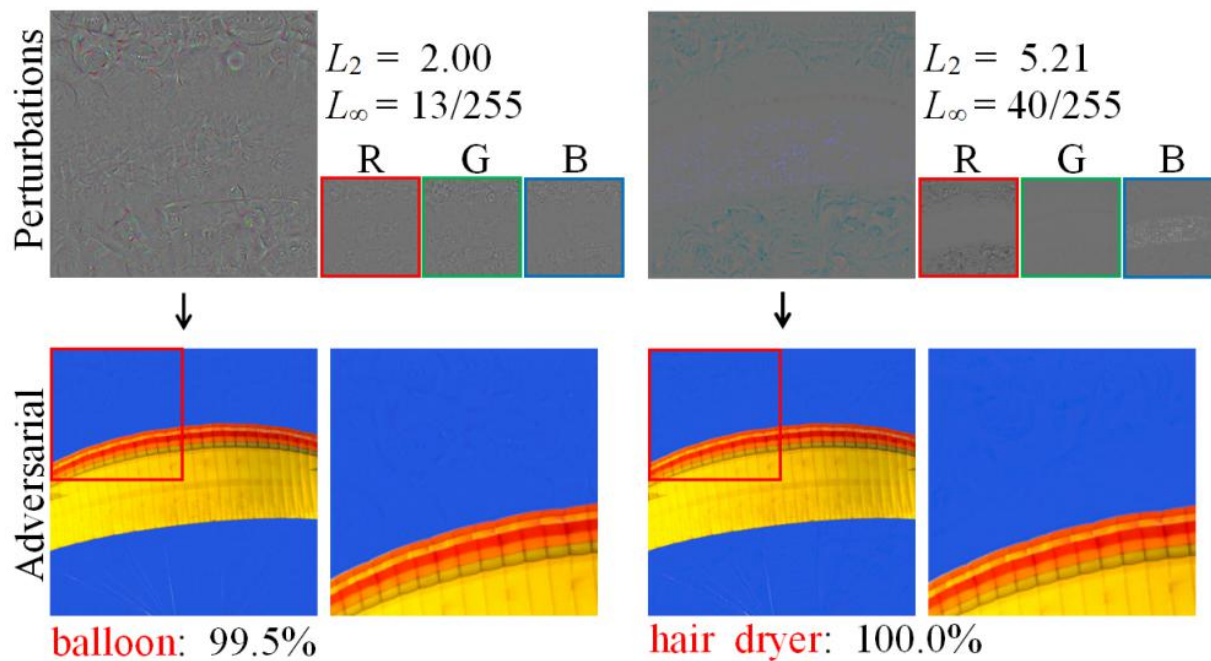 Perturbations
L2 = 2.00
L∞ = 13/255
R G B
L2 = 5.21
L∞ = 40/255
R G B
Adversarial
balloon: 99.5%
hair dryer: 100.0%